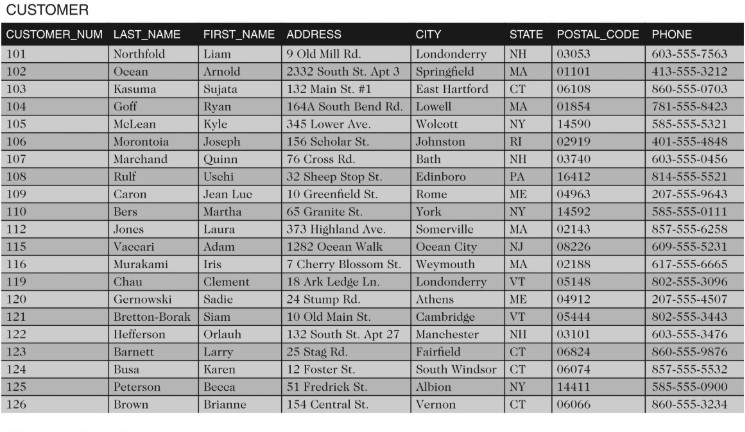 CUSTOMER
CUSTOMER_NUM LAST_NAME FIRST_NAME ADDRESS CITY STATE POSTAL_CODE PHONE
101 Northfold Liam 9 Old Mill Rd. Londonderry NH 03053 603-555-7563
102 Ocean Arnold 2332 South St. Apt 3 Springfield MA 01101 413-555-3212
103 Kasuma Sujata 132 Main St. #1 East Hartford CT 06108 860-555-0703
104 Goff Ryan 164A South Bend Rd. Lowell MA 01854 781-555-8423
105 McLean Kyle 345 Lower Ave. Wolcott NY 14590 585-555-5321
106 Morontoia Joseph 156 Scholar St. Johnston RI 02919 401-555-4848
107 Marchand Quinn 76 Cross Rd. Bath NH 03740 603-555-0456
108 Rulf Uschi 32 Sheep Stop St. Edinboro PA 16412 814-555-5521
109 Caron Jean Luc 10 Greenfield St. Rome ME 04963 207-555-9643
110 Bers Martha 65 Granite St. York NY 14592 585-555-0111
112 Jones Laura 373 Highland Ave. Somerville MA 02143 857-555-6258
115 Vaccari Adam 1282 Ocean Walk Ocean City NJ 08226 609-555-5231
116 Murakami Iris 7 Cherry Blossom St. Weymouth MA 02188 617-555-6665
119 Chau Clement 18 Ark Ledge Ln. Londonderry VT 05148 802-555-3096
120 Gernowski Sadie 24 Stump Rd. Athens ME 04912 207-555-4507
121 Bretton-Borak Siam 10 Old Main St. Cambridge VT 05444 802-555-3443
122 Hefferson Orlauh 132 South St. Apt 27 Manchester NH 03101 603-555-3476
123 Barnett Larry 25 Stag Rd. Fairfield CT 06824 860-555-9876
124 Busa Karen 12 Foster St. South Windsor CT 06074 857-555-5532
125 Peterson Becca 51 Fredrick St. Albion NY 14411 585-555-0900
126 Brown Brianne 154 Central St. Vernon CT 06066 860-555-3234